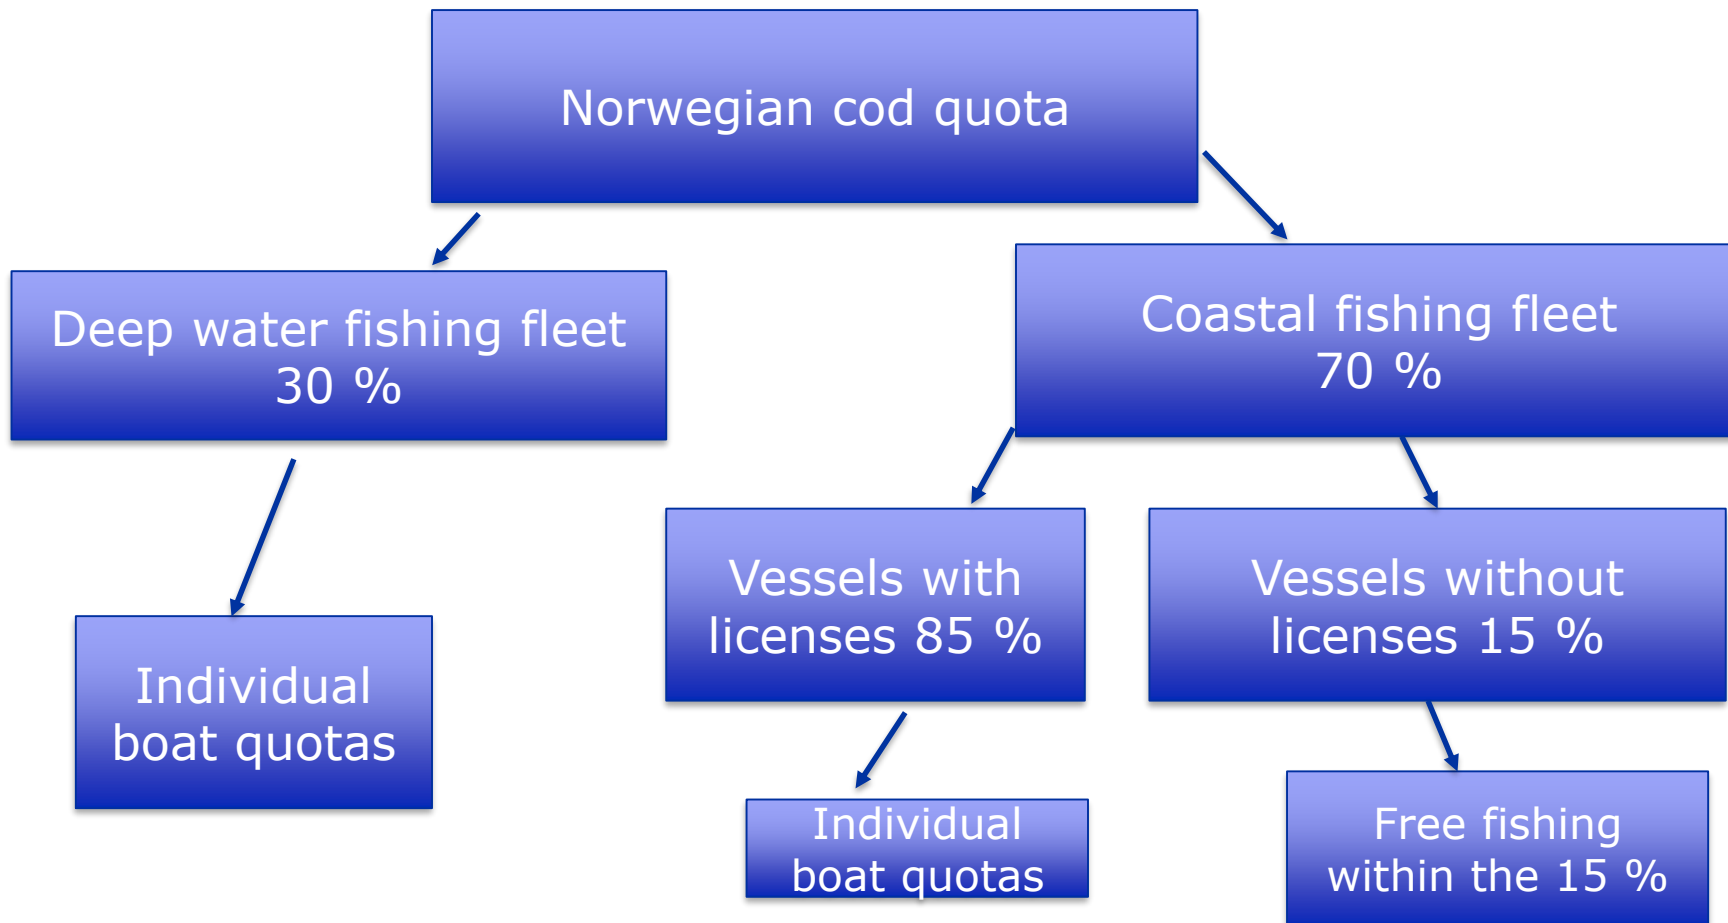 Norwegian cod quota
Deep water fishing fleet
30 %
Coastal fishing fleet
70 %
Vessels with
licenses 85 %
Vessels without
licenses 15 %
Individual
boat quotas
Individual
boat quotas
Free fishing
within the 15 %